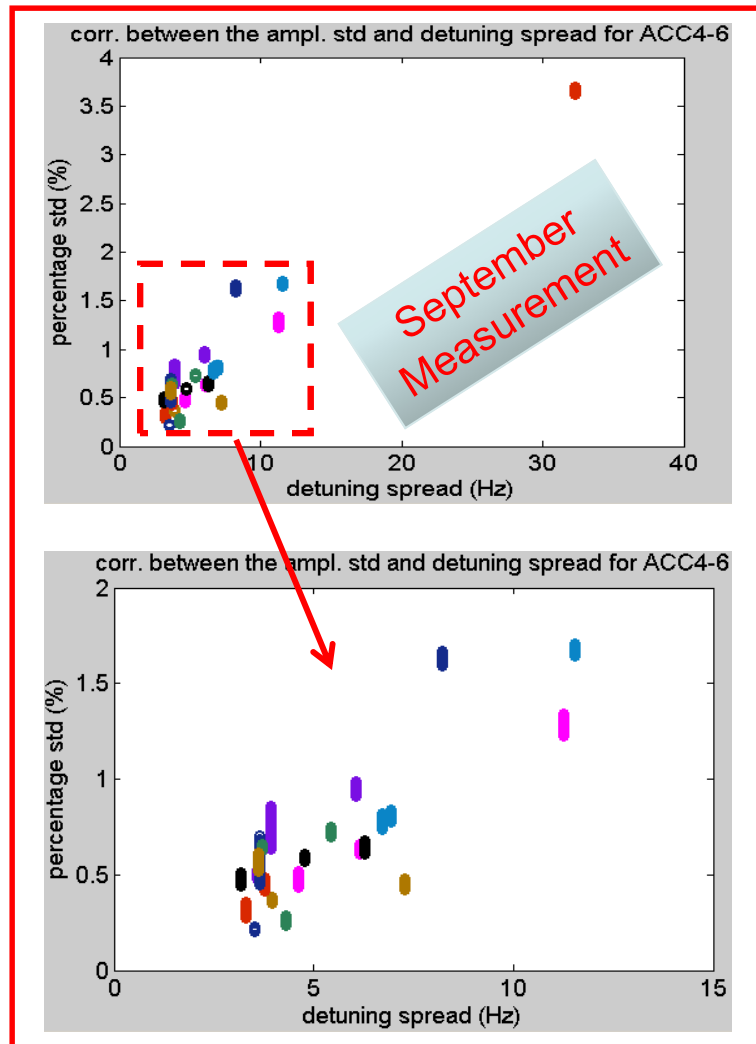 corr. between the ampl. std and detuning spread for ACC4-6
4
3.5
3
2.5
2
1.5
1
0.5
0
percentage std (%)
September
Measurement
0 10 20 30 40
detuning spread (Hz)
corr. between the ampl. std and detuning spread for ACC4-6
2
1.5
1
0.5
0
percentage std (%)
5 10 15
detuning spread (Hz)